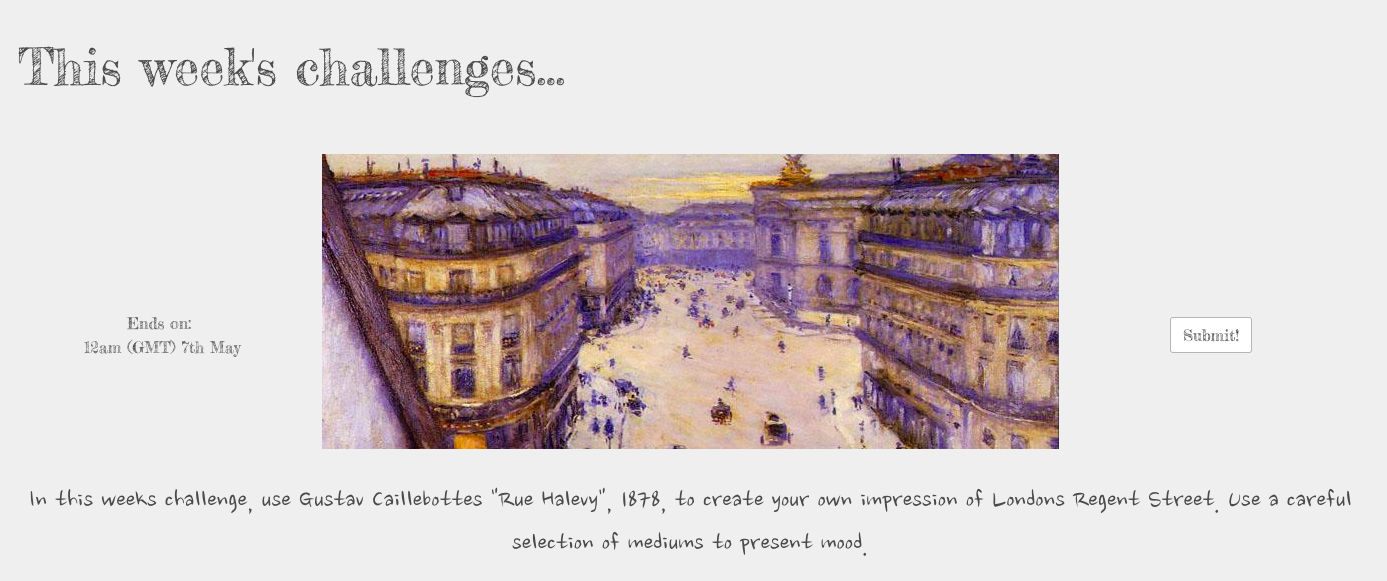 This week's challenges...
Ends on:
12am (GMT) 7th May
Submit!
In this weeks challenge, use Gustav Caillebottes "Rue Halevy", 1878, to create your own impression of Londons Regent Street. Use a careful
selection of mediums to present mood.